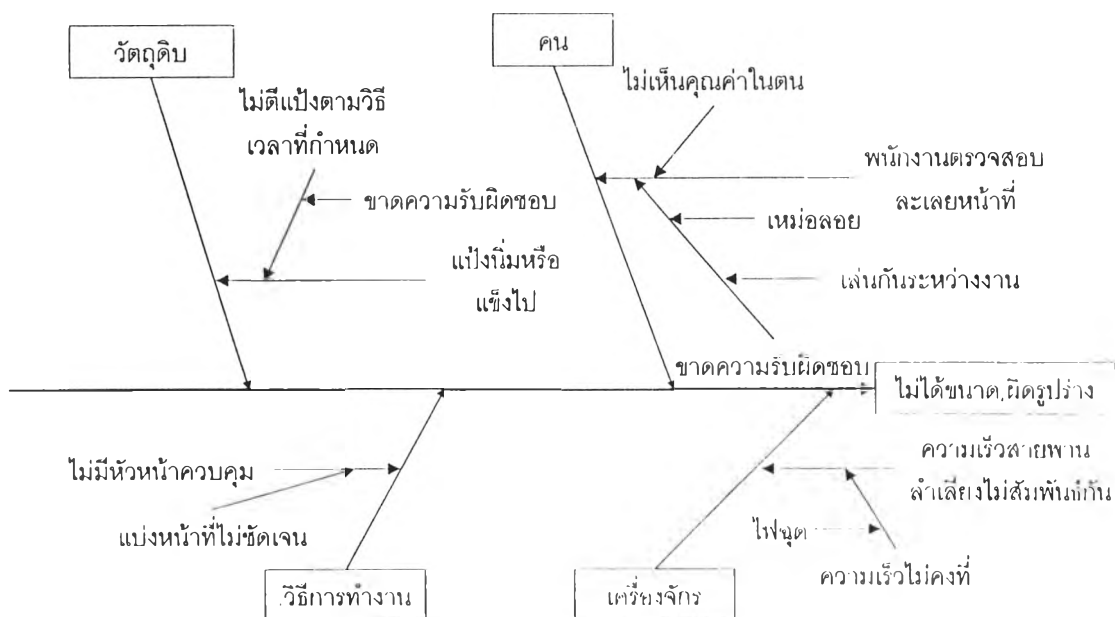 วัตถุดิบ
คน
ไม่ตีแป้งตามวิธี
เวลาที่กำหนด
ขาดความรับผิดชอบ
แป้งนิ่มหรือ
แข็งไป
ไม่เห็นคุณค่าในตน
พนักงานตรวจสอบ
ละเลยหน้าที่
เหม่อลอย
เล่นกันระหว่างงาน
ขาดความรับผิดชอบ
ไม่ได้ขนาด,ผิดรูปร่าง
ไม่มีหัวหน้าควบคุม
แบ่งหน้าที่ไม่ชัดเจน
วิธีการทำงาน
ความเร็วสายพาน
ลำเลียงไม่สัมพันธ์กัน
ไฟฉุด
ความเร็วไม่คงที่
เครื่องจักร